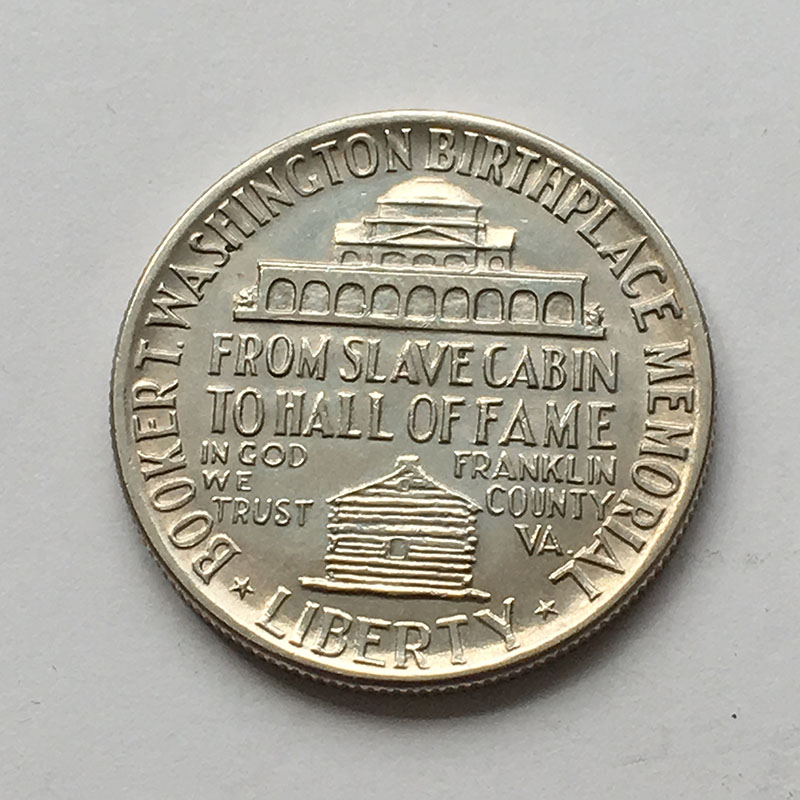 BOOKER T. WASHINGTON BIRTHPLACE MEMORIAL
FROM SLAVE CABIN
TO HALL OF FAME
IN GOD
WE
TRUST
FRANKLIN
COUNTY
VA.
LIBERTY